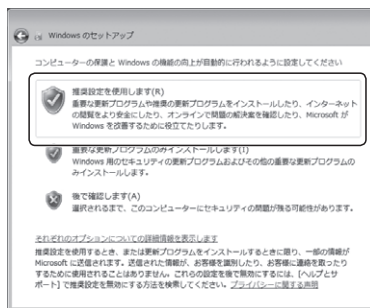 Windows のセットアップ
コンピューターの保護と Windows の機能の向上が自動的に行われるように設定してください
推奨設定を使用します(R)
重要な更新プログラムや推奨の更新プログラムをインストールしたり、インターネット
の閲覧をより安全にしたり、オンラインで問題の解決策を確認したり、Microsoft が
Windows を改善するために役立てたりします。
重要な更新プログラムのみインストールします(I)
Windows 用のセキュリティの更新プログラムおよびその他の重要な更新プログラムの
みインストールします。
後で確認します(A)
選択されるまで、このコンピューターにセキュリティの問題が残る可能性があります。
それぞれのオプションについての詳細情報を表示します
推奨設定を使用するとき、または更新プログラムをインストールするときに限り、一部の情報が
Microsoft に送信されます。送信された情報が、お客様を識別したり、お客様に連絡を取ったり
するために使用されることはありません。これらの設定を後で無効にするには、[ヘルプとサ
ポート] で推奨設定を無効にする方法を検索してください。プライバシーに関する声明